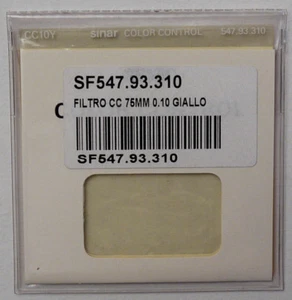 CC10Y sinar COLOR CONTROL 547.93.310
SF547.93.310
FILTRO CC 75MM 0.10 GIALLO
SF547.93.310